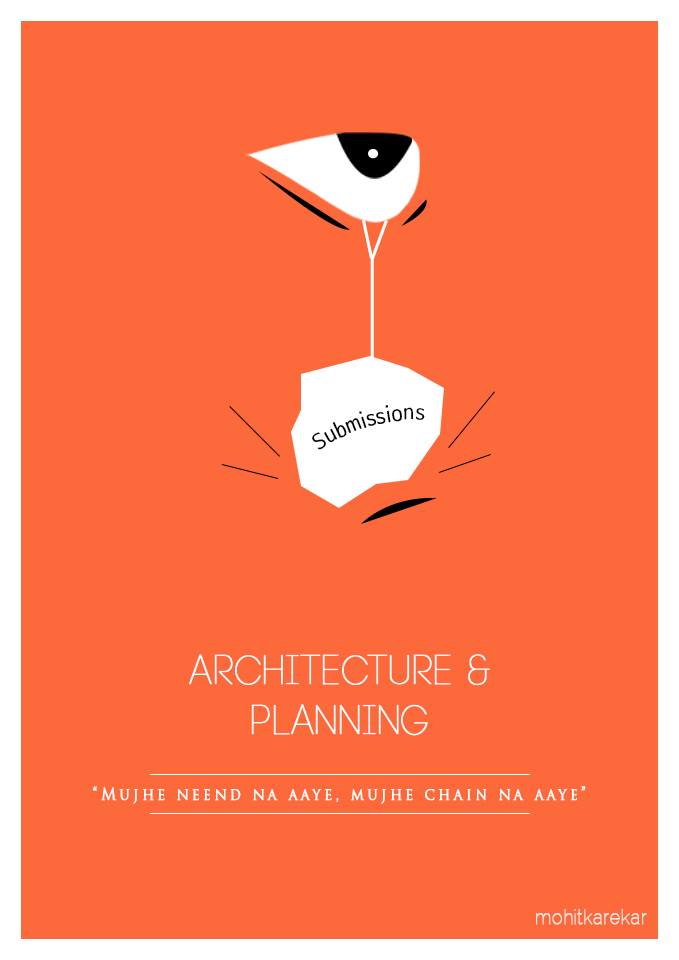 Submissions
ARCHITECTURE &
PLANNING
“MUJHE NEEND NA AAYE, MUJHE CHAIN NA AAYE”
mohitkarekar